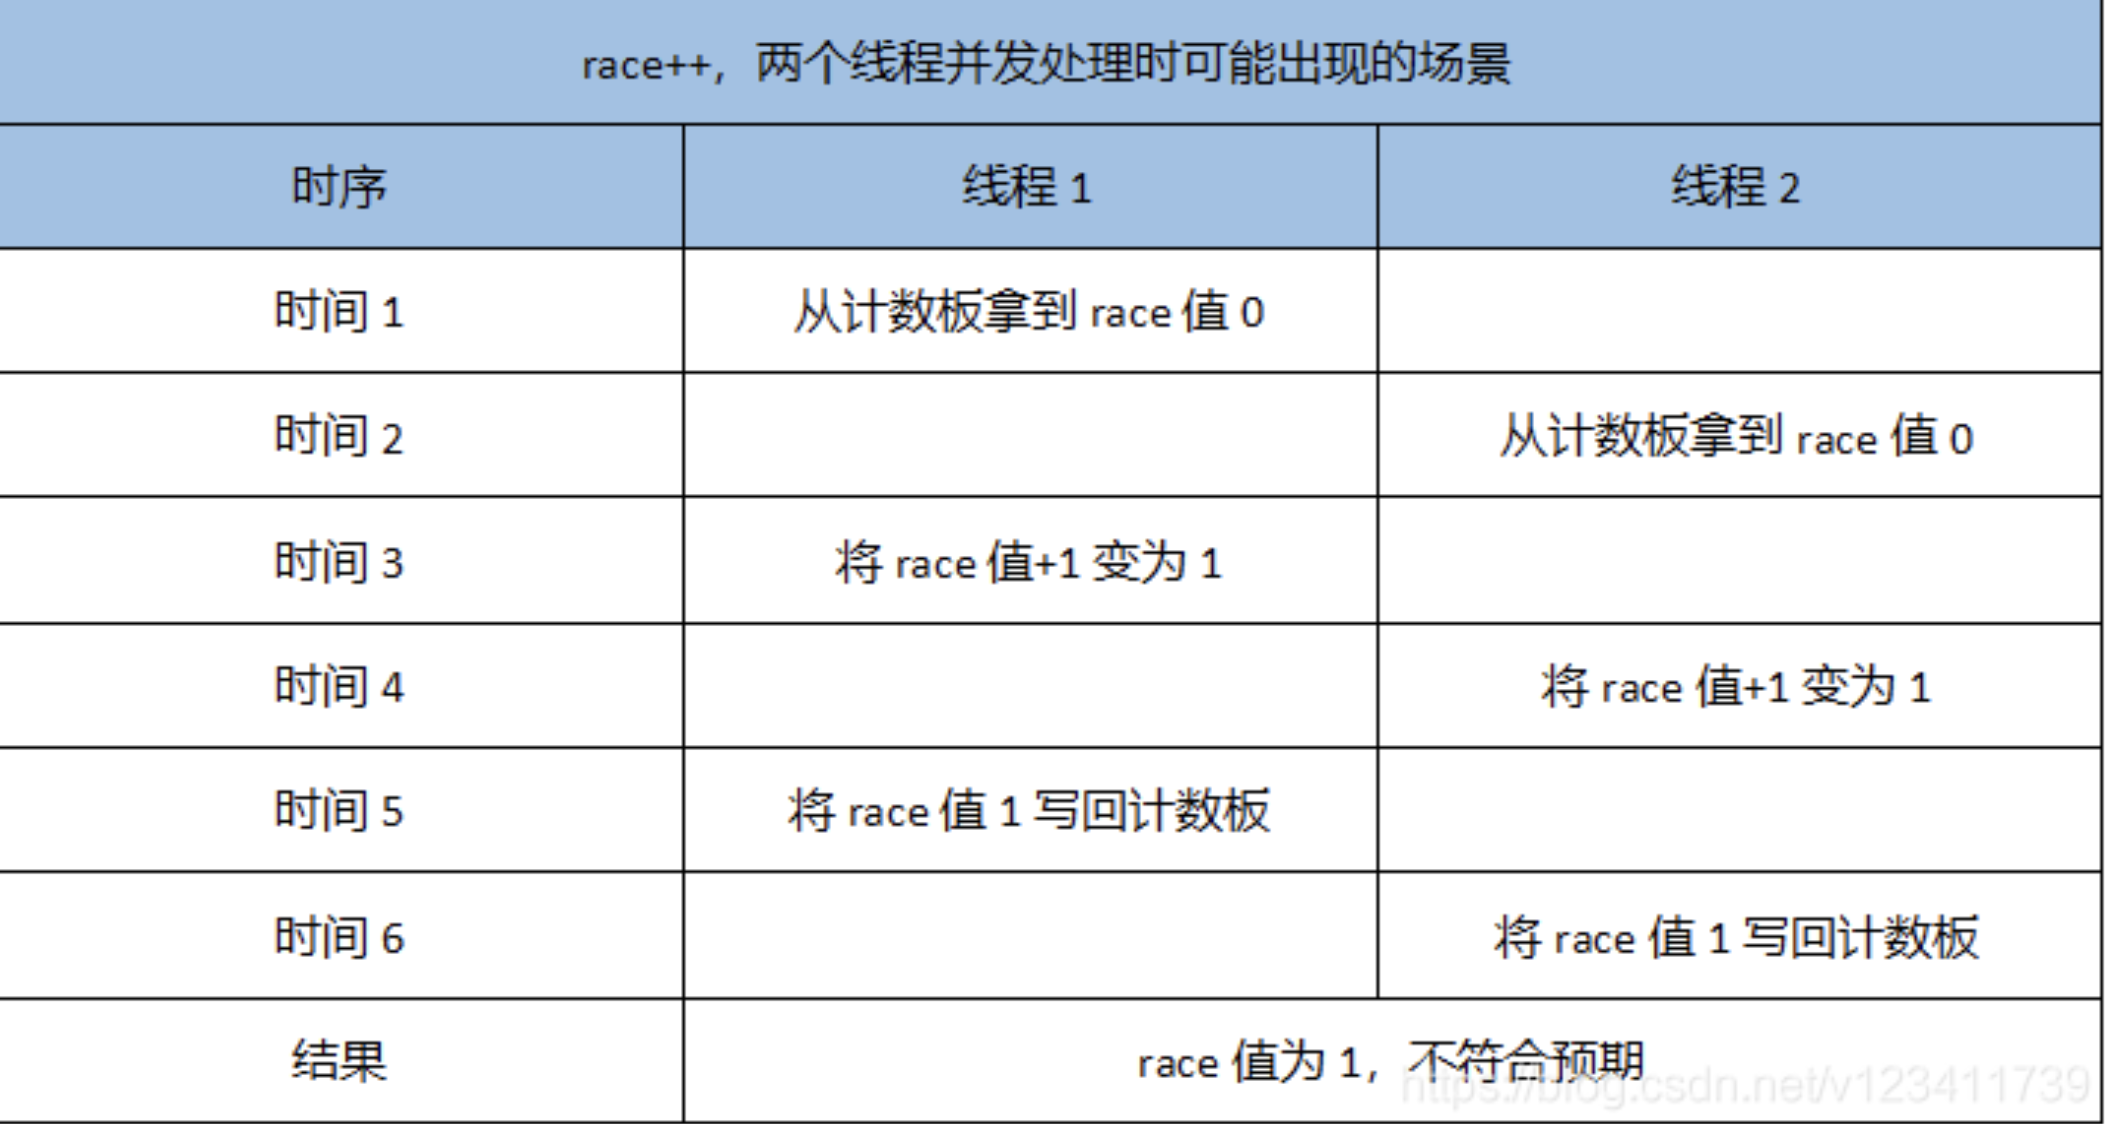 race++，两个线程并发处理时可能出现的场景
时序 线程 1 线程 2
时间 1 从计数板拿到 race 值 0
时间 2 从计数板拿到 race 值 0
时间 3 将 race 值+1 变为 1
时间 4 将 race 值+1 变为 1
时间 5 将 race 值 1 写回计数板
时间 6 将 race 值 1 写回计数板
结果 race 值为 1，不符合预期
https://blog.csdn.net/v123411739